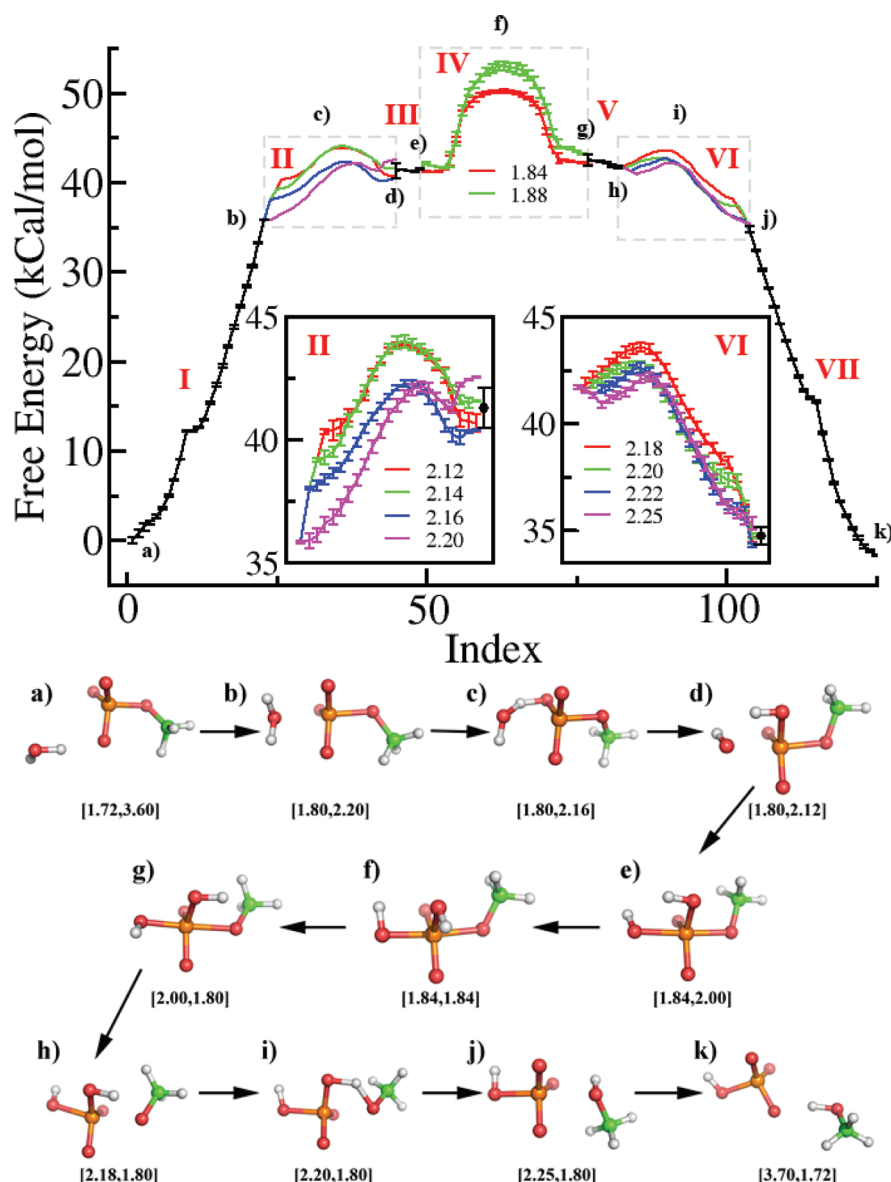 f)
IV
c)
III
V
i)
e)
g)
II
VI
1.84
1.88
b)
d)
h)
j)
I
VII
a)
k)
50
40
30
20
10
0
Free Energy (kCal/mol)
45
40
35
II
2.12
2.14
2.16
2.20
45
40
35
VI
2.18
2.20
2.22
2.25
0
50
100
Index
a)
b)
c)
d)
[1.72,3.60]
[1.80,2.20]
[1.80,2.16]
[1.80,2.12]
g)
f)
e)
[2.00,1.80]
[1.84,1.84]
[1.84,2.00]
h)
i)
j)
k)
[2.18,1.80]
[2.20,1.80]
[2.25,1.80]
[3.70,1.72]